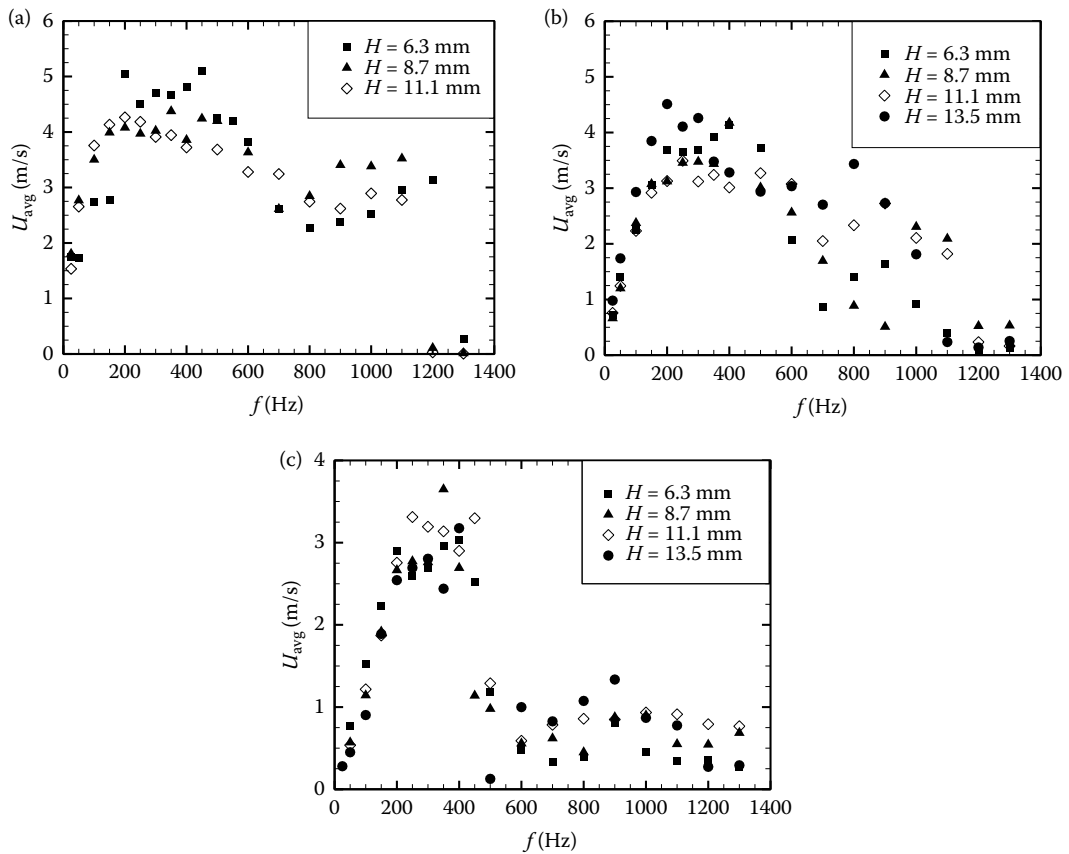 (a)
6
5
4
3
2
1
0
U_avg (m/s)
H = 6.3 mm
H = 8.7 mm
H = 11.1 mm
0 200 400 600 800 1000 1200 1400
f (Hz)
(b)
6
5
4
3
2
1
0
U_avg (m/s)
H = 6.3 mm
H = 8.7 mm
H = 11.1 mm
H = 13.5 mm
0 200 400 600 800 1000 1200 1400
f (Hz)
(c)
4
3
2
1
0
U_avg (m/s)
H = 6.3 mm
H = 8.7 mm
H = 11.1 mm
H = 13.5 mm
0 200 400 600 800 1000 1200 1400
f (Hz)